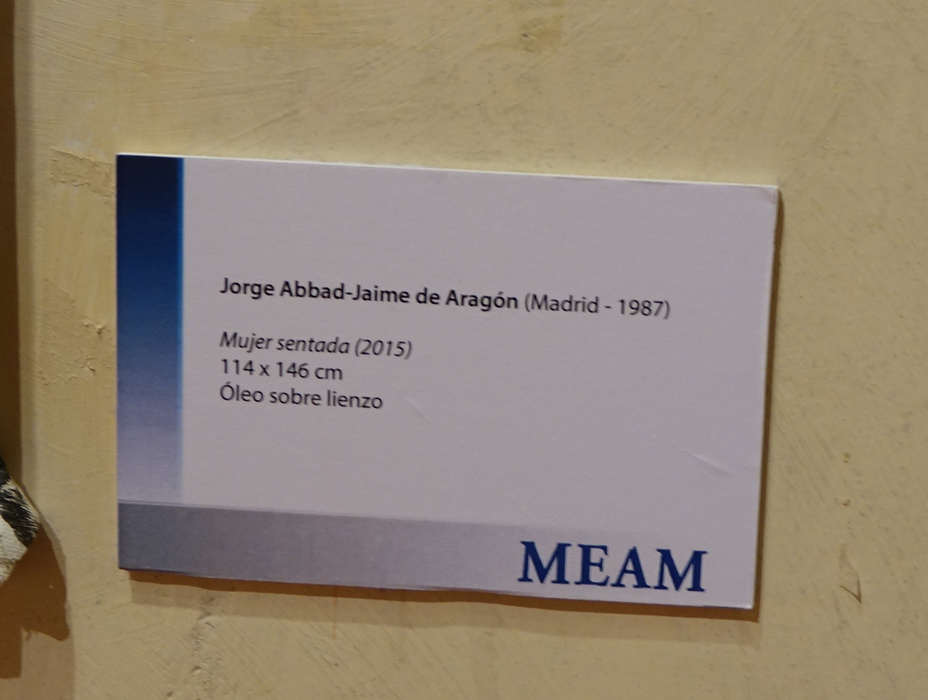 Jorge Abbad-Jaime de Aragón (Madrid - 1987)
Mujer sentada (2015)
114 x 146 cm
Óleo sobre lienzo
MEAM